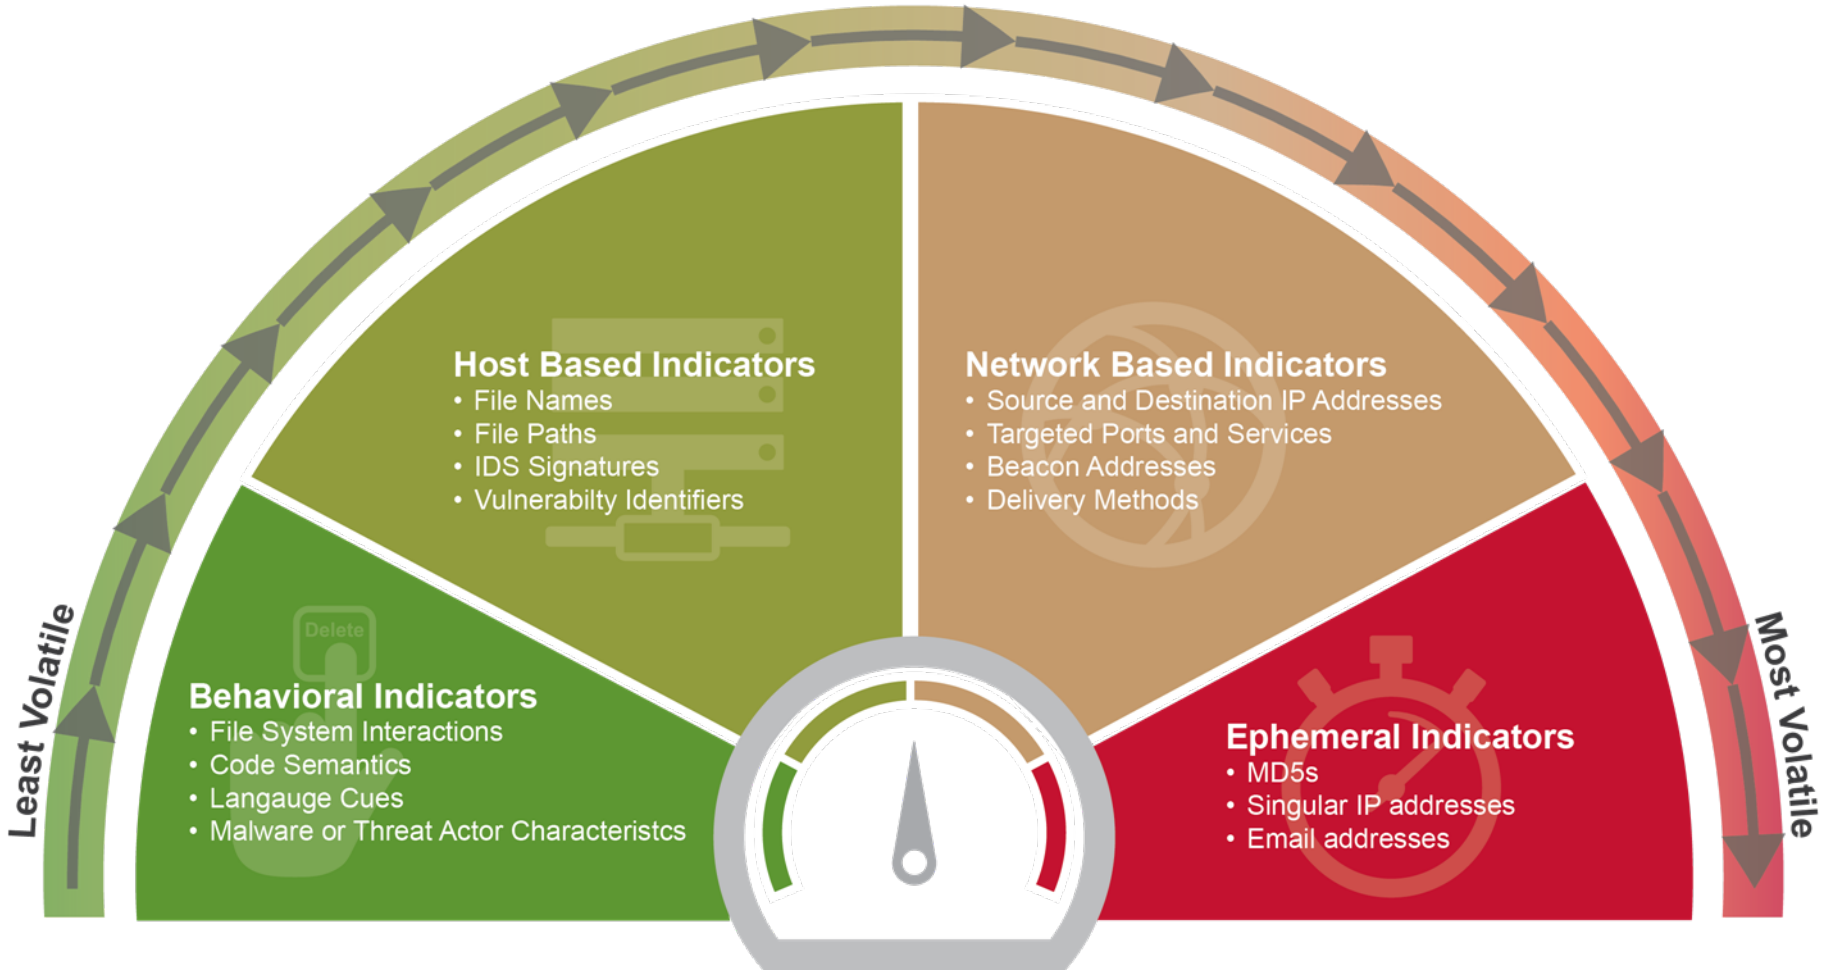 Least Volatile
Behavioral Indicators
• File System Interactions
• Code Semantics
• Langauge Cues
• Malware or Threat Actor Characteristcs
Delete
Host Based Indicators
• File Names
• File Paths
• IDS Signatures
• Vulnerabilty Identifiers
Network Based Indicators
• Source and Destination IP Addresses
• Targeted Ports and Services
• Beacon Addresses
• Delivery Methods
Ephemeral Indicators
• MD5s
• Singular IP addresses
• Email addresses
Most Volatile